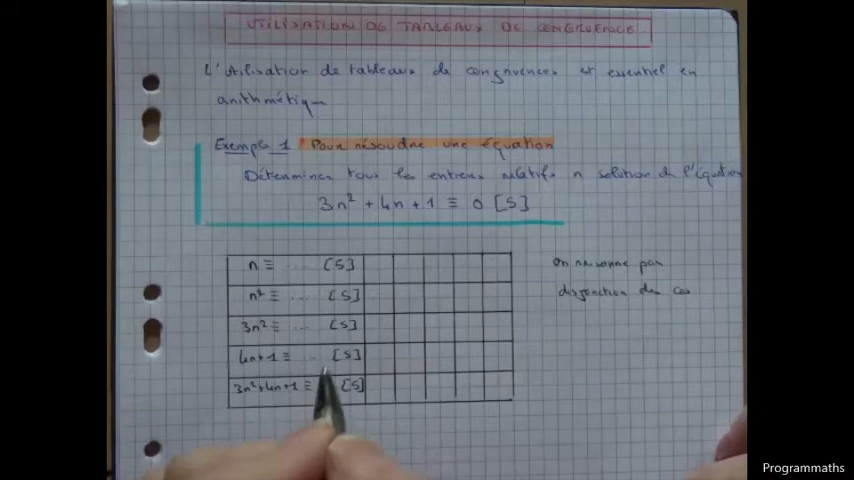 UTILISATION DE TABLEAUX DE CONGRUENCE
L'utilisation de tableaux de congruences est essentiel en
arithmétique
Exemple 1 : Pour résoudre une équation
Déterminer tous les entiers relatifs n solution de l'équation
3n² + 4n + 1 ≡ 0 [5]
n ≡ ... [5]
n² ≡ ... [5]
3n² ≡ ... [5]
4n+1 ≡ ... [5]
3n²+4n+1 ≡ [5]
On raisonne par
disjonction des cas
Programmaths